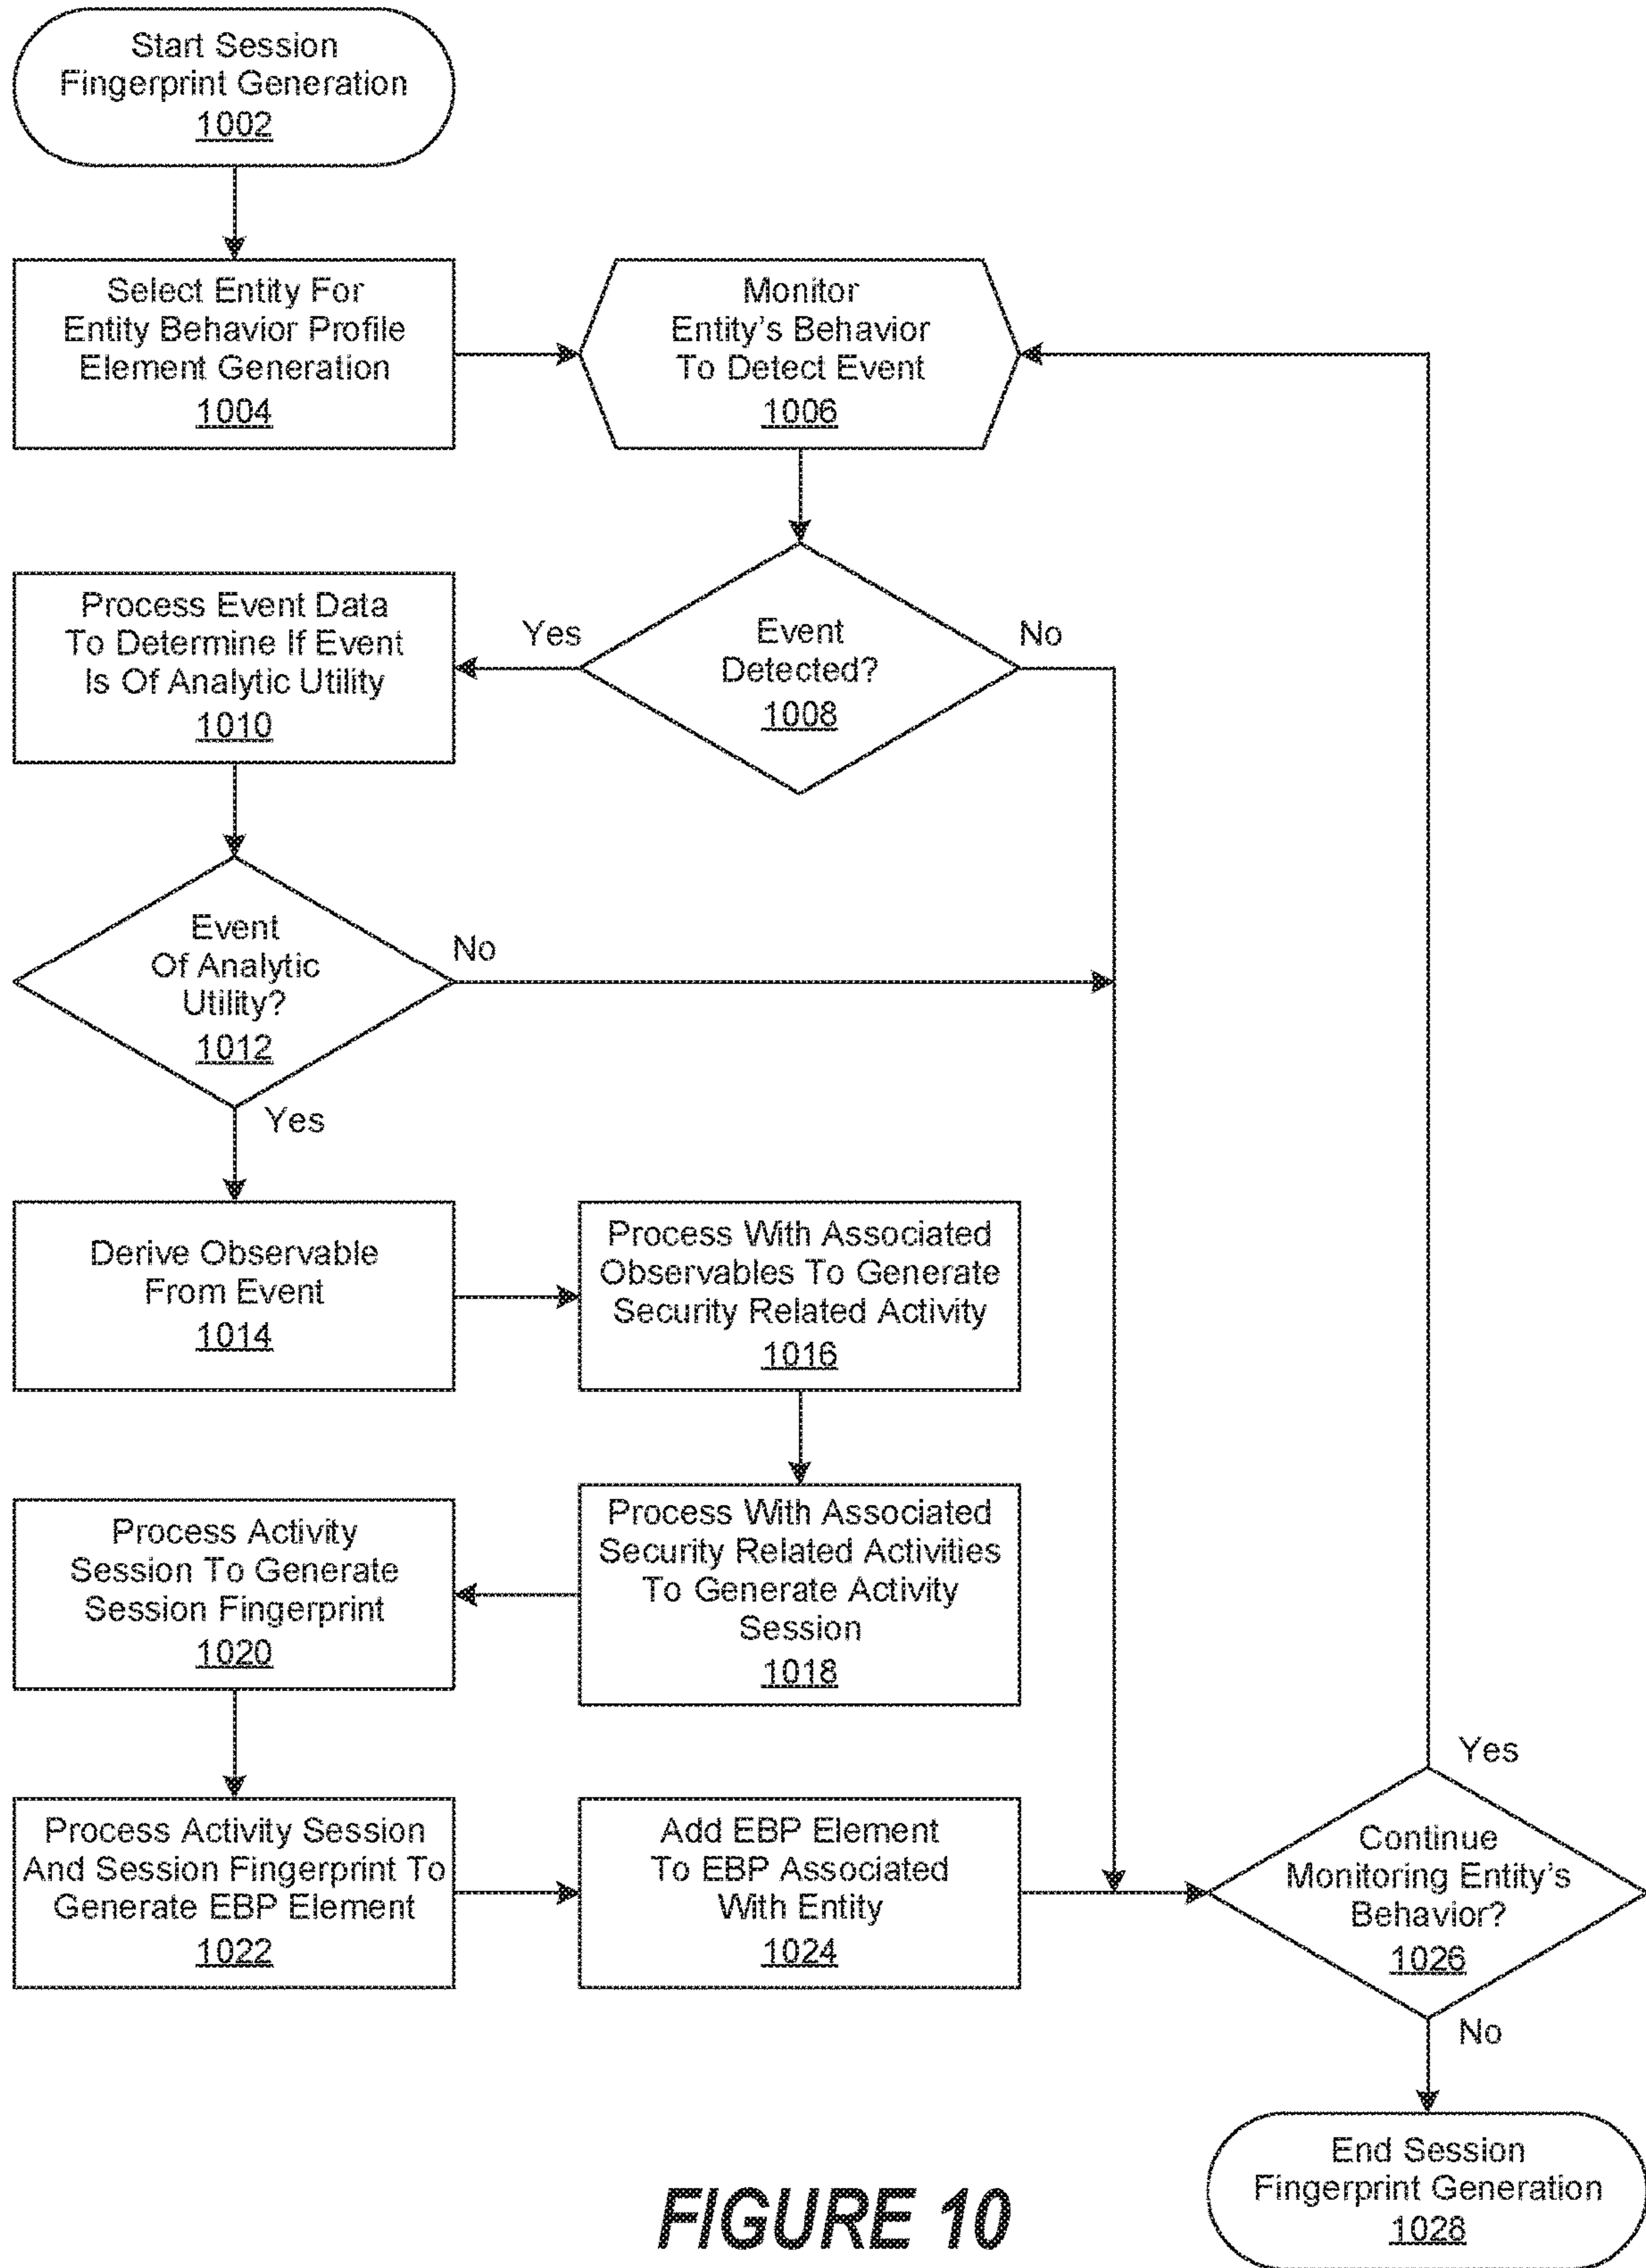 Start Session
Fingerprint Generation
1002
Select Entity For
Entity Behavior Profile
Element Generation
1004
Monitor
Entity's Behavior
To Detect Event
1006
Process Event Data
To Determine If Event
Is Of Analytic Utility
1010
Yes
Event
Detected?
1008
No
Event
Of Analytic
Utility?
1012
No
Yes
Derive Observable
From Event
1014
Process With Associated
Observables To Generate
Security Related Activity
1016
Process Activity
Session To Generate
Session Fingerprint
1020
Process With Associated
Security Related Activities
To Generate Activity
Session
1018
Process Activity Session
And Session Fingerprint To
Generate EBP Element
1022
Add EBP Element
To EBP Associated
With Entity
1024
Yes
Continue
Monitoring Entity's
Behavior?
1026
No
End Session
Fingerprint Generation
1028
FIGURE 10